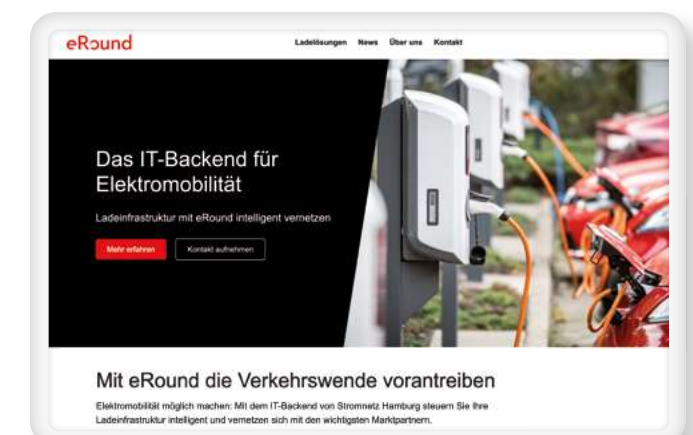 eRound
Ladelösungen News Über uns Kontakt
Das IT-Backend für
Elektromobilität
Ladeinfrastruktur mit eRound intelligent vernetzen
Mehr erfahren Kontakt aufnehmen
Mit eRound die Verkehrswende vorantreiben
Elektromobilität möglich machen: Mit dem IT-Backend von Stromnetz Hamburg steuern Sie Ihre
Ladeinfrastruktur intelligent und vernetzen sich mit den wichtigsten Marktpartnern.